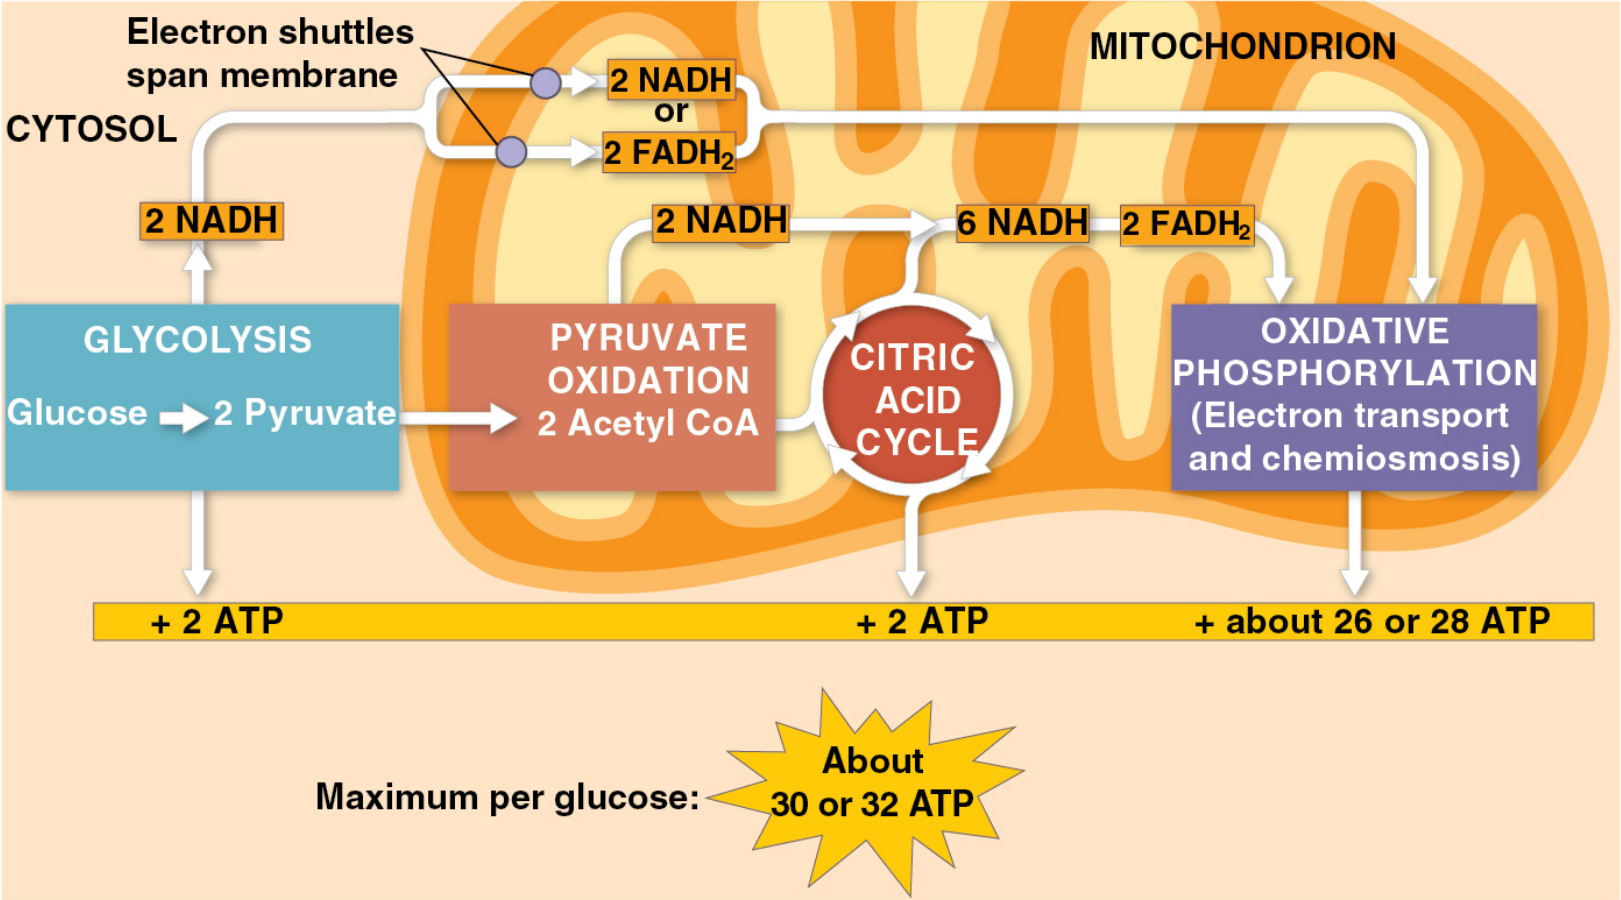 Electron shuttles
span membrane
MITOCHONDRION
CYTOSOL
2 NADH
or
2 FADH₂
2 NADH
2 NADH
6 NADH
2 FADH₂
GLYCOLYSIS
Glucose
2 Pyruvate
PYRUVATE
OXIDATION
2 Acetyl CoA
CITRIC
ACID
CYCLE
OXIDATIVE
PHOSPHORYLATION
(Electron transport
and chemiosmosis)
+ 2 ATP
+ 2 ATP
+ about 26 or 28 ATP
Maximum per glucose:
About
30 or 32 ATP